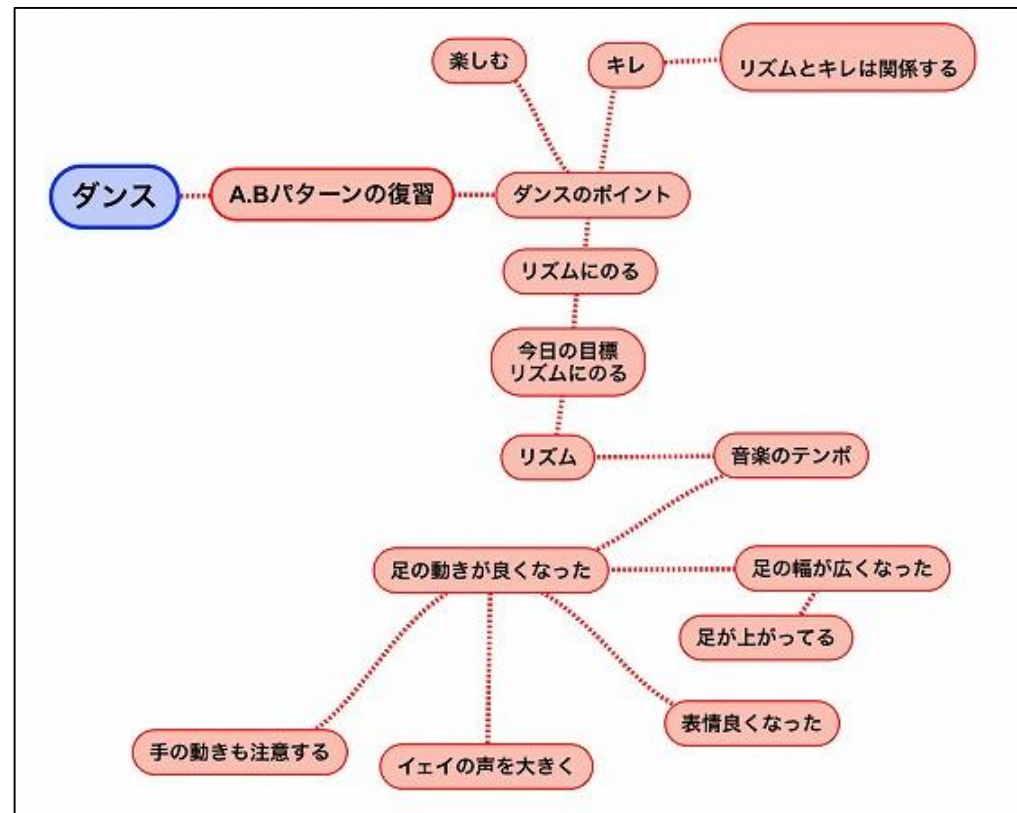 楽しむ
キレ
リズムとキレは関係する
ダンス
A.Bパターンの復習
ダンスのポイント
リズムにのる
今日の目標
リズムにのる
リズム
音楽のテンポ
足の動きが良くなった
足の幅が広くなった
足が上がってる
表情良くなった
手の動きも注意する
イェイの声を大きく